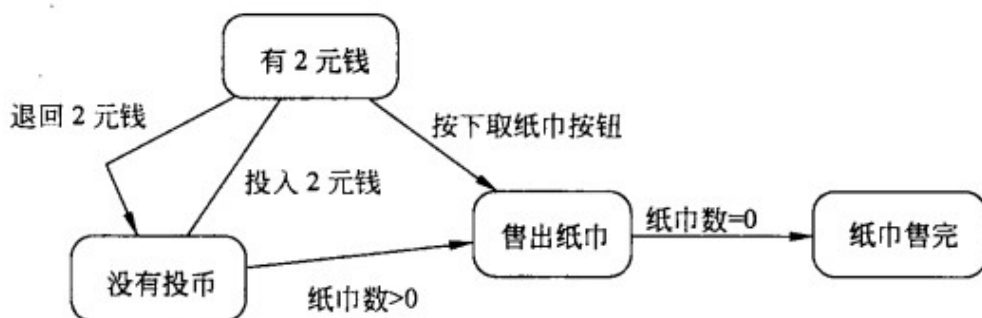 有 2 元钱
退回 2 元钱
按下取纸巾按钮
投入 2 元钱
售出纸巾
纸巾数=0
纸巾售完
没有投币
纸巾数>0